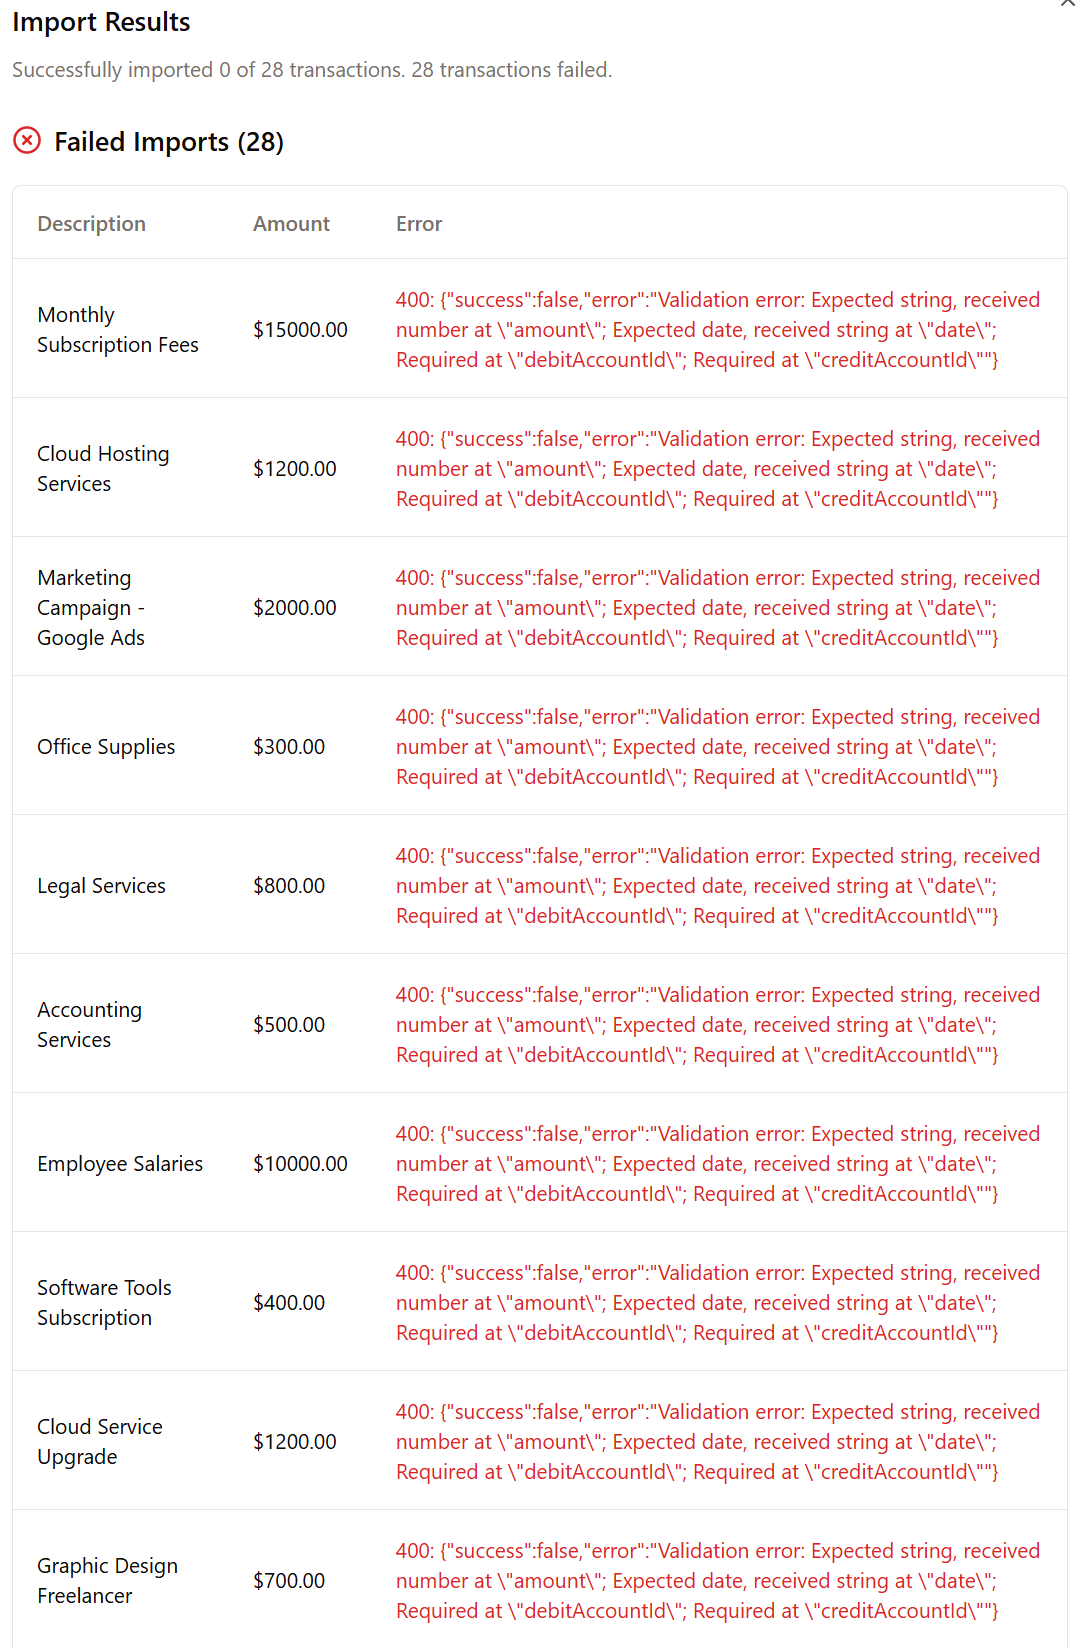 Import Results
Successfully imported 0 of 28 transactions. 28 transactions failed.
Failed Imports (28)
Description Amount Error
Monthly
Subscription Fees
$15000.00
400: {"success":false,"error":"Validation error: Expected string, received
number at \"amount\"; Expected date, received string at \"date\";
Required at \"debitAccountId\"; Required at \"creditAccountId\""}
Cloud Hosting
Services
$1200.00
400: {"success":false,"error":"Validation error: Expected string, received
number at \"amount\"; Expected date, received string at \"date\";
Required at \"debitAccountId\"; Required at \"creditAccountId\""}
Marketing
Campaign -
Google Ads
$2000.00
400: {"success":false,"error":"Validation error: Expected string, received
number at \"amount\"; Expected date, received string at \"date\";
Required at \"debitAccountId\"; Required at \"creditAccountId\""}
Office Supplies
$300.00
400: {"success":false,"error":"Validation error: Expected string, received
number at \"amount\"; Expected date, received string at \"date\";
Required at \"debitAccountId\"; Required at \"creditAccountId\""}
Legal Services
$800.00
400: {"success":false,"error":"Validation error: Expected string, received
number at \"amount\"; Expected date, received string at \"date\";
Required at \"debitAccountId\"; Required at \"creditAccountId\""}
Accounting
Services
$500.00
400: {"success":false,"error":"Validation error: Expected string, received
number at \"amount\"; Expected date, received string at \"date\";
Required at \"debitAccountId\"; Required at \"creditAccountId\""}
Employee Salaries
$10000.00
400: {"success":false,"error":"Validation error: Expected string, received
number at \"amount\"; Expected date, received string at \"date\";
Required at \"debitAccountId\"; Required at \"creditAccountId\""}
Software Tools
Subscription
$400.00
400: {"success":false,"error":"Validation error: Expected string, received
number at \"amount\"; Expected date, received string at \"date\";
Required at \"debitAccountId\"; Required at \"creditAccountId\""}
Cloud Service
Upgrade
$1200.00
400: {"success":false,"error":"Validation error: Expected string, received
number at \"amount\"; Expected date, received string at \"date\";
Required at \"debitAccountId\"; Required at \"creditAccountId\""}
Graphic Design
Freelancer
$700.00
400: {"success":false,"error":"Validation error: Expected string, received
number at \"amount\"; Expected date, received string at \"date\";
Required at \"debitAccountId\"; Required at \"creditAccountId\""}